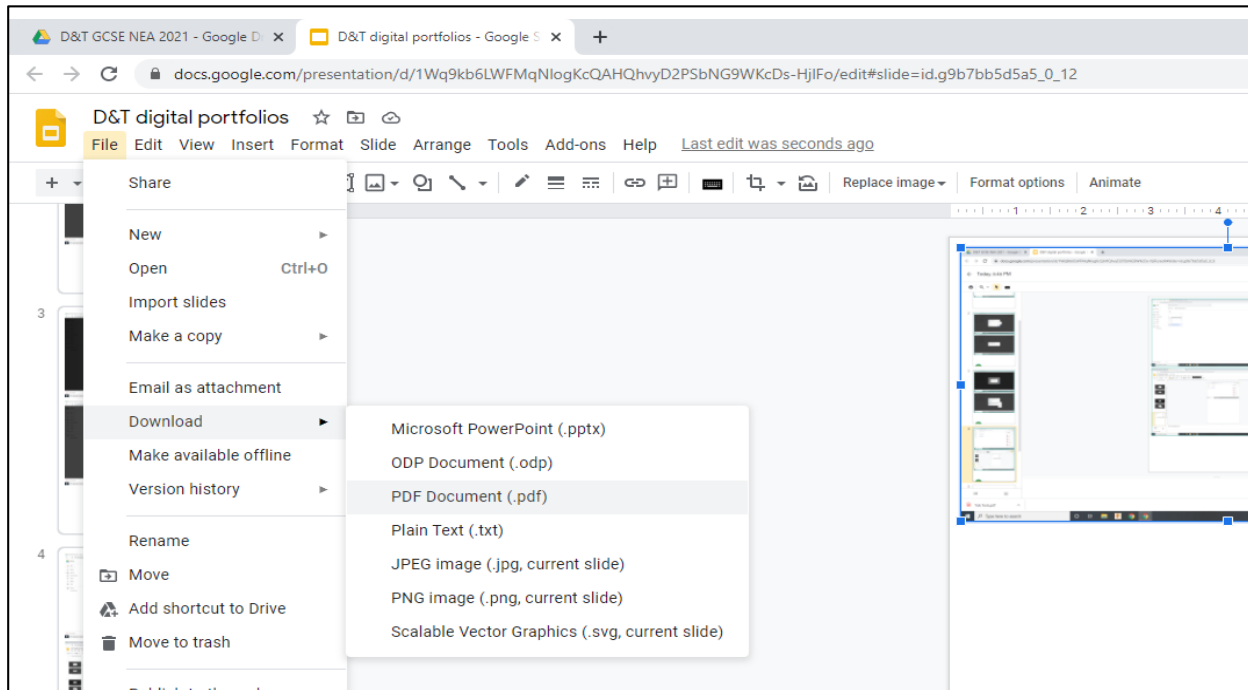 D&T GCSE NEA 2021 - Google D
D&T digital portfolios - Google S
docs.google.com/presentation/d/1Wq9kb6LWFMqNlogKcQAHQhvyD2PSbNG9WKcDs-HjlFo/edit#slide=id.g9b7bb5d5a5_0_12
D&T digital portfolios
File Edit View Insert Format Slide Arrange Tools Add-ons Help Last edit was seconds ago
Replace image Format options Animate
1 2 3 4
Share
New
Open Ctrl+O
Import slides
3
Make a copy
Email as attachment
Download
Microsoft PowerPoint (.pptx)
Make available offline
ODP Document (.odp)
Version history
PDF Document (.pdf)
Plain Text (.txt)
Rename
4
JPEG image (.jpg, current slide)
Move
PNG image (.png, current slide)
Add shortcut to Drive
Scalable Vector Graphics (.svg, current slide)
Move to trash